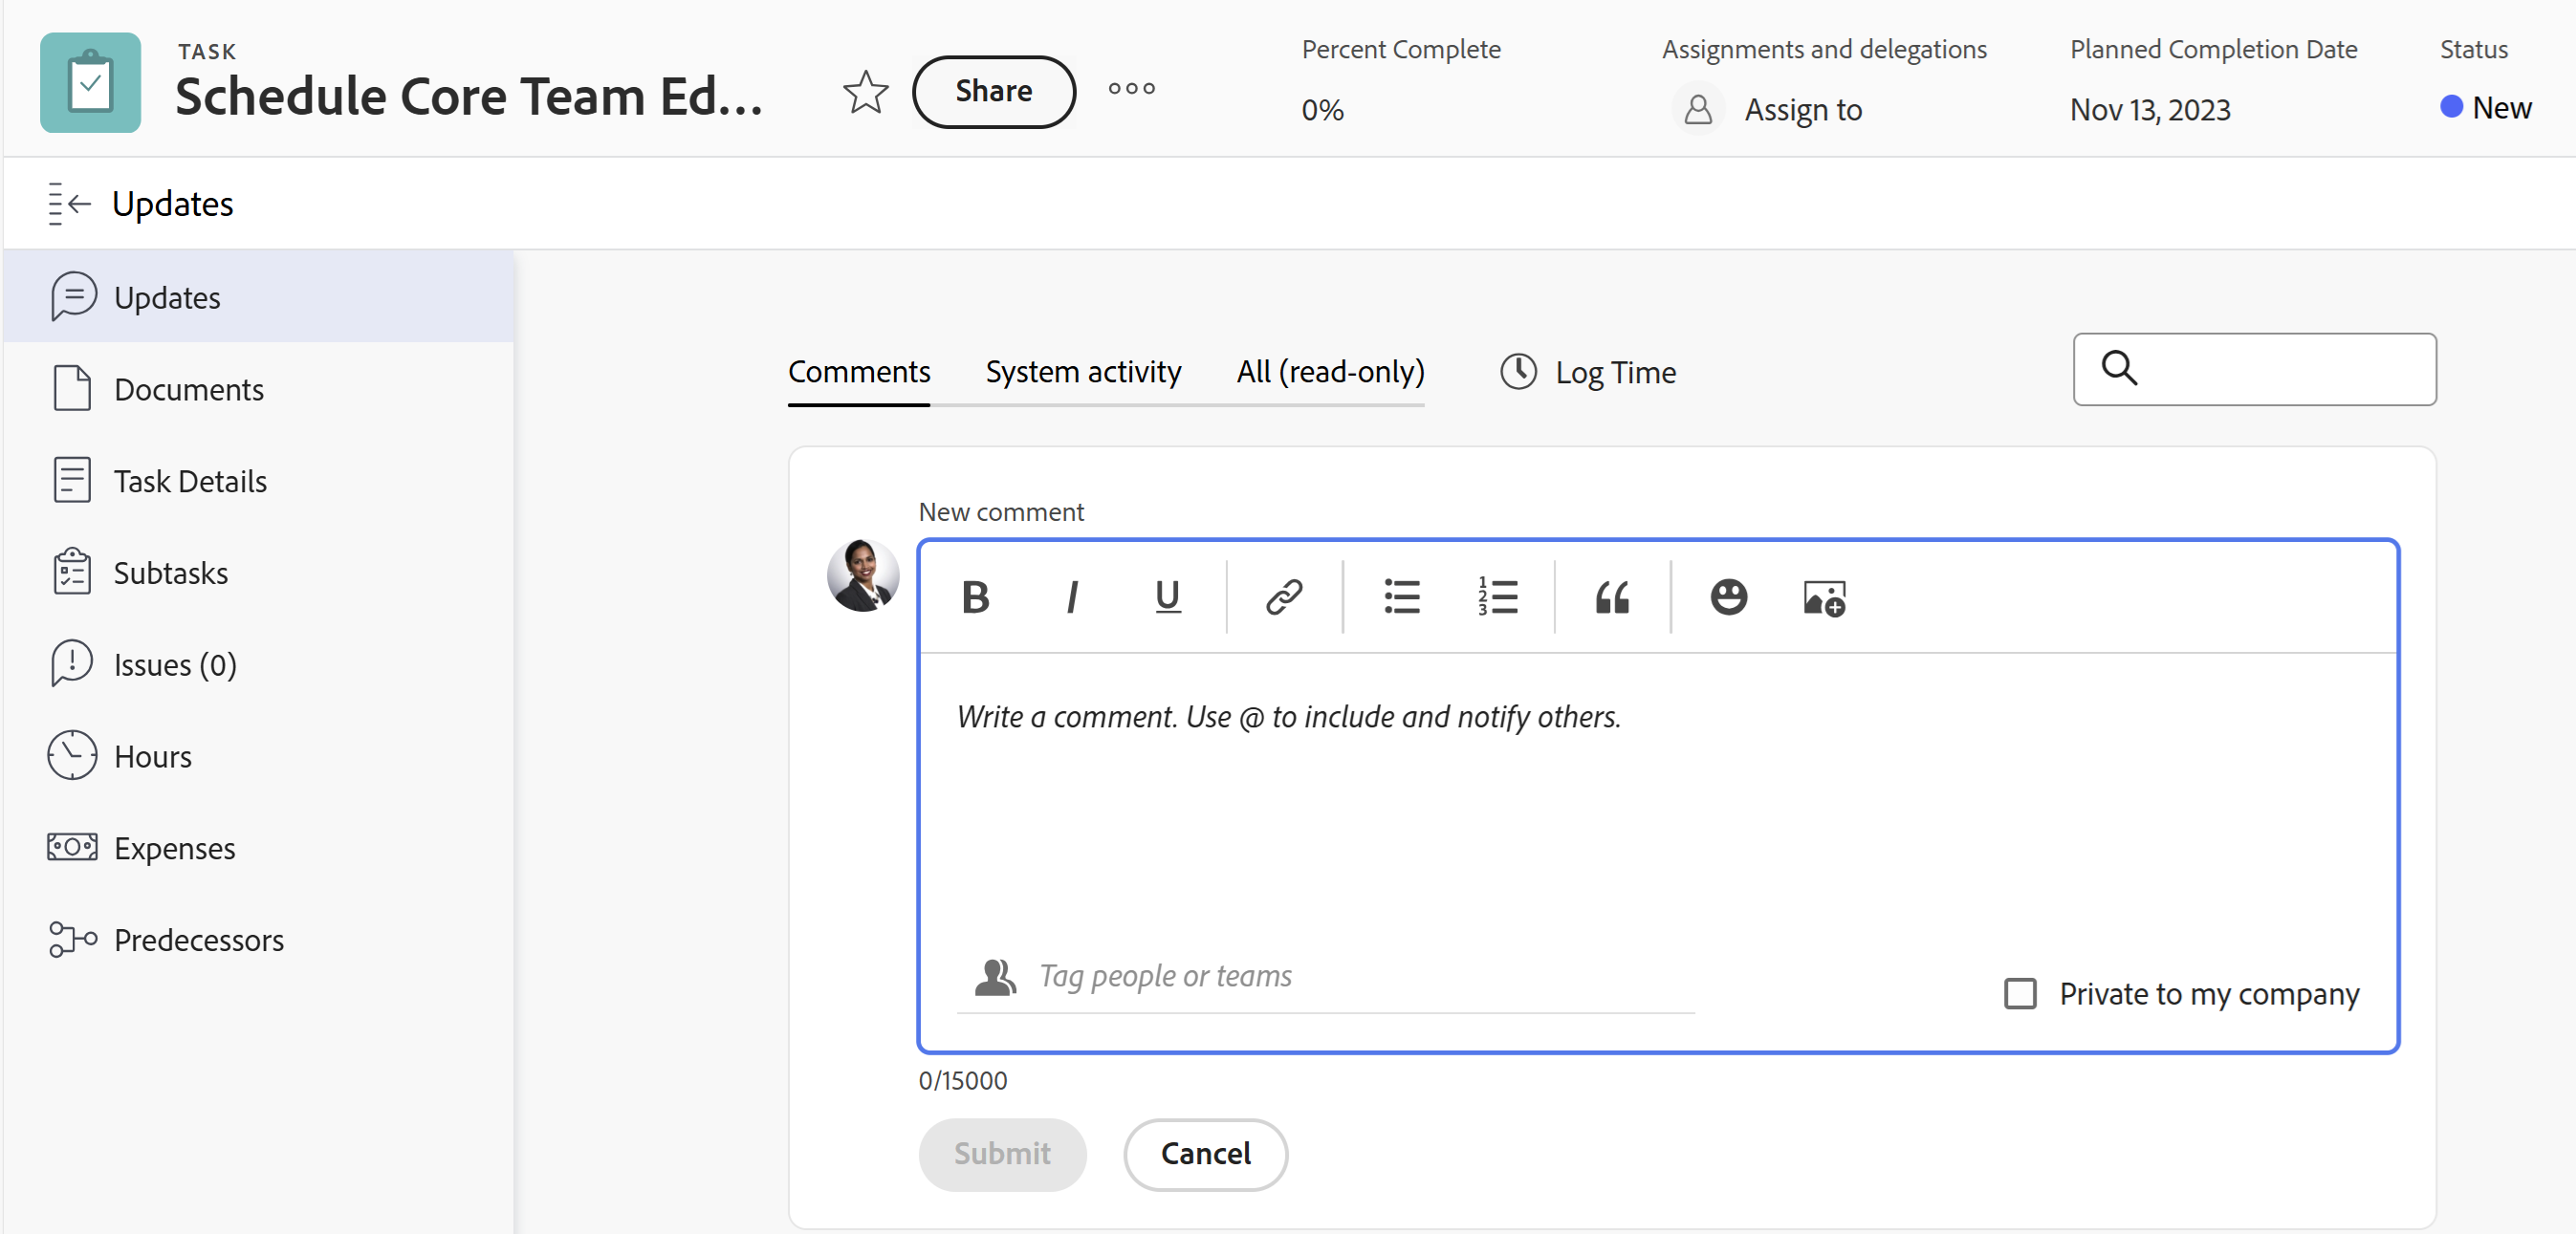 TASK
Schedule Core Team Ed...
Share
Percent Complete
0%
Assignments and delegations
Assign to
Planned Completion Date
Nov 13, 2023
Status
New
Updates
Updates
Documents
Task Details
Subtasks
Issues (0)
Hours
Expenses
Predecessors
Comments
System activity
All (read-only)
Log Time
New comment
B
I
U
1
2
3
Write a comment. Use @ to include and notify others.
Tag people or teams
Private to my company
0/15000
Submit
Cancel